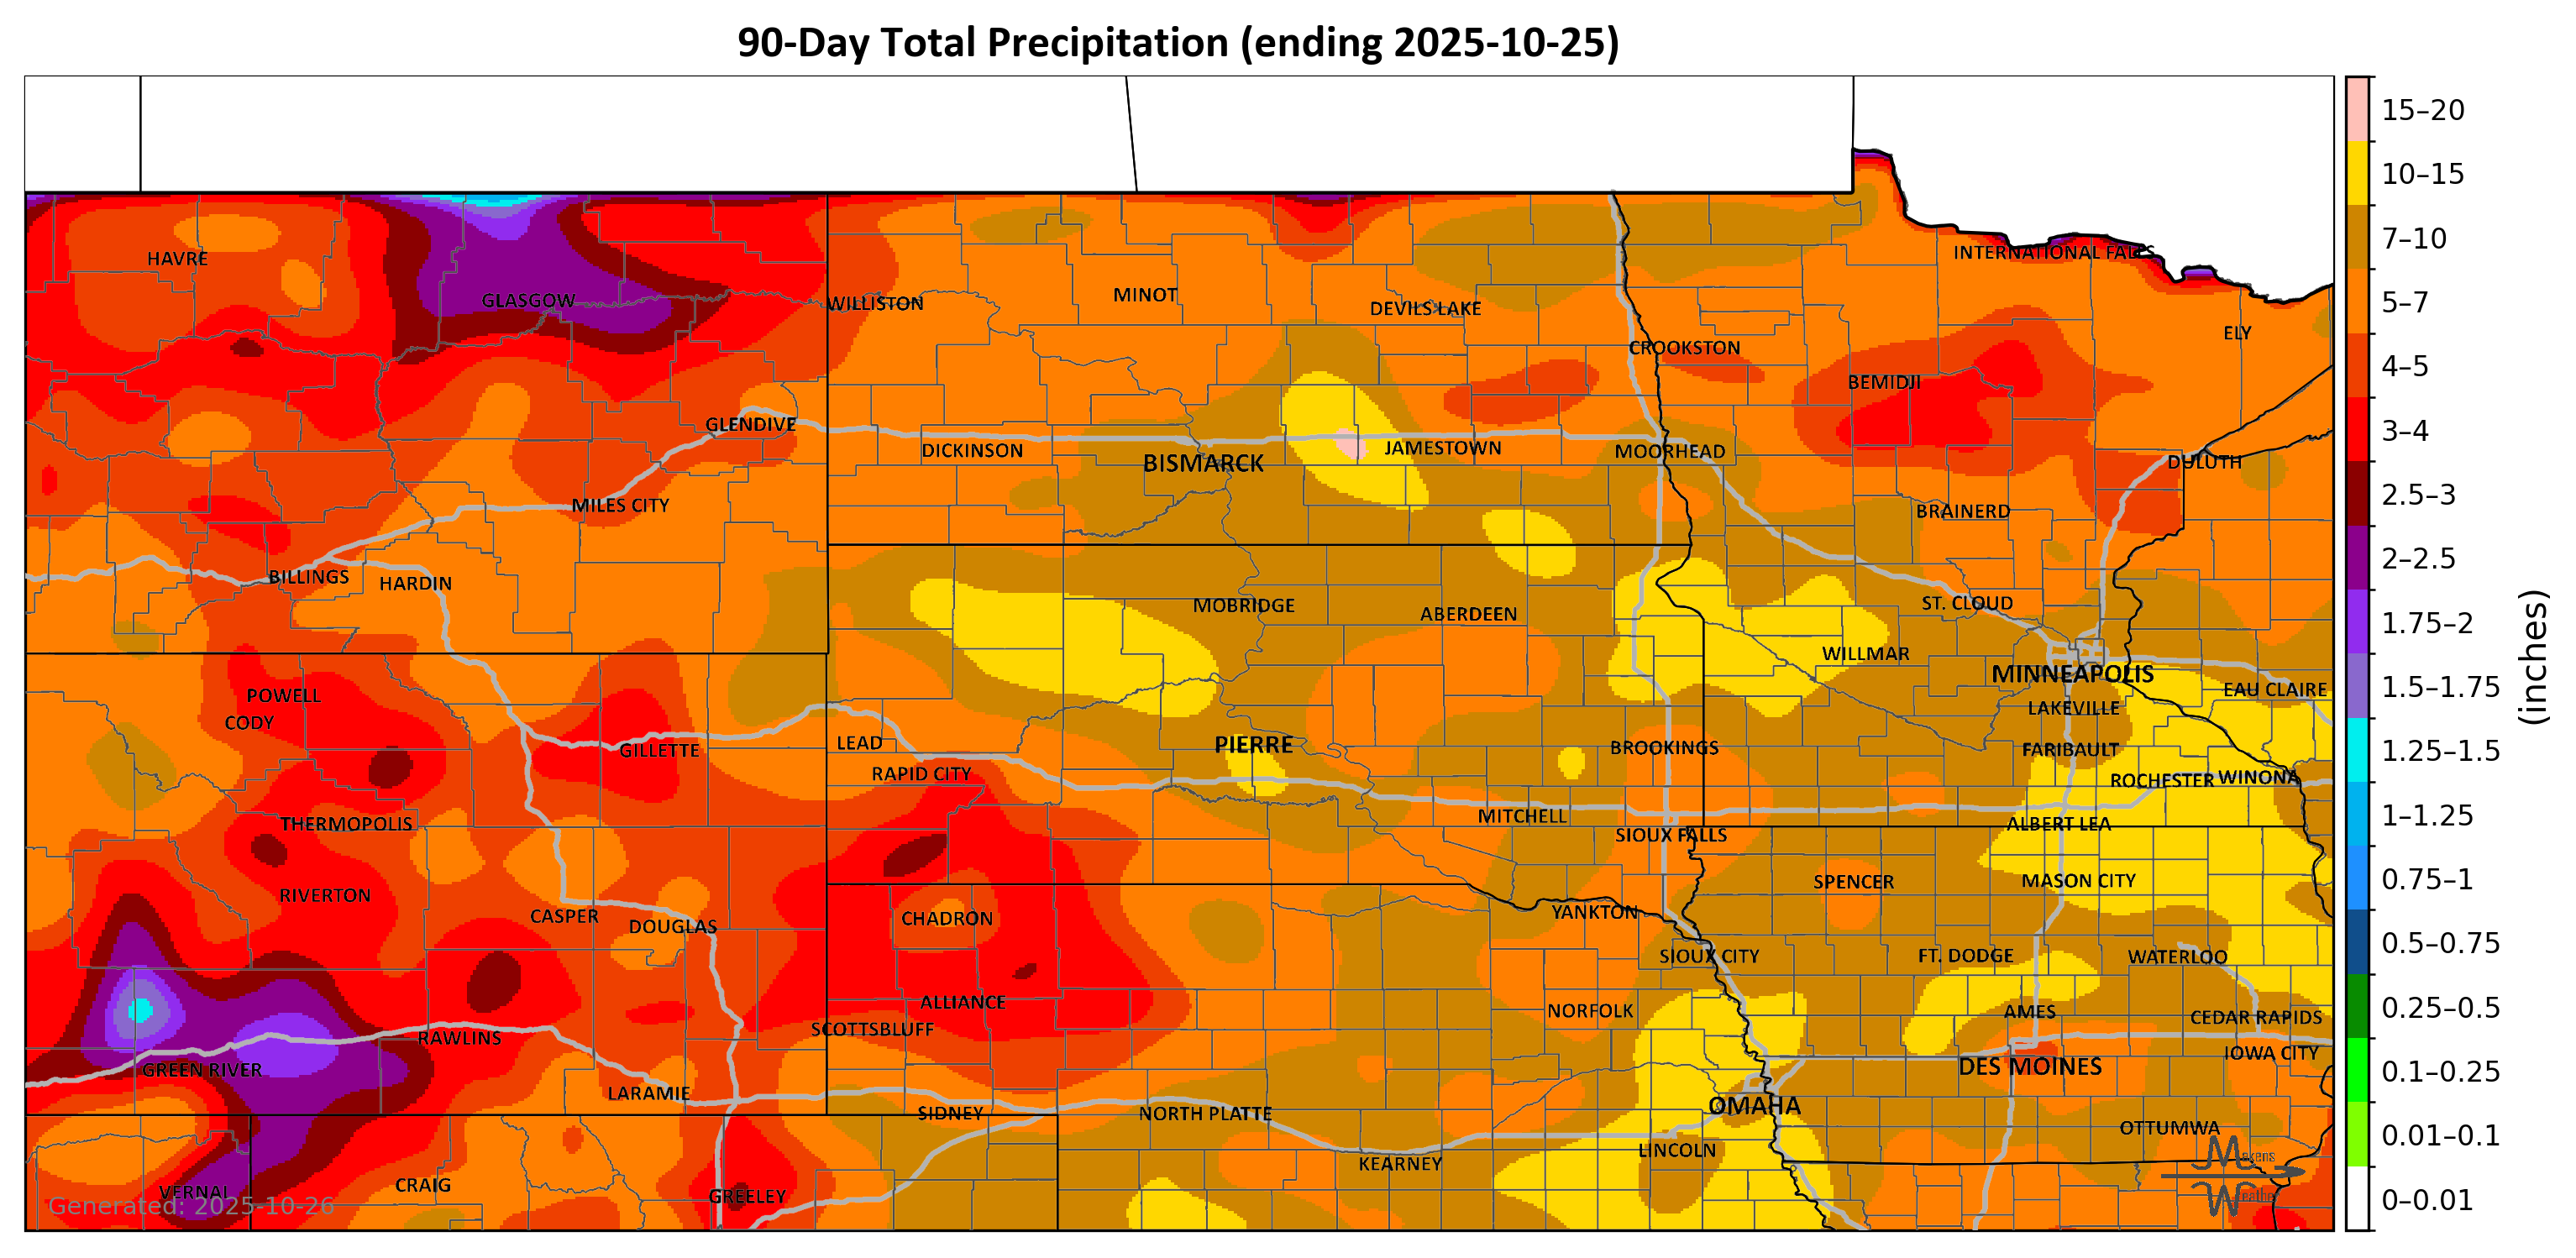 90-Day Total Precipitation (ending 2025-10-25)
15–20
10–15
7–10
5–7
4–5
3–4
2.5–3
2–2.5
1.75–2
1.5–1.75
1.25–1.5
1–1.25
0.75–1
0.5–0.75
0.25–0.5
0.1–0.25
0.01–0.1
0–0.01
(inches)
HAVRE
INTERNATIONAL FALLS
GLASGOW
WILLISTON
MINOT
DEVILS LAKE
ELY
CROOKSTON
BEMIDJI
GLENDIVE
DICKINSON
BISMARCK
JAMESTOWN
MOORHEAD
DULUTH
MILES CITY
BRAINERD
BILLINGS
HARDIN
MOBRIDGE
ABERDEEN
ST. CLOUD
WILLMAR
MINNEAPOLIS
EAU CLAIRE
POWELL
CODY
LAKEVILLE
GILLETTE
LEAD
PIERRE
BROOKINGS
FARIBAULT
RAPID CITY
ROCHESTER
WINONA
THERMOPOLIS
MITCHELL
SIOUX FALLS
ALBERT LEA
RIVERTON
SPENCER
MASON CITY
CASPER
DOUGLAS
CHADRON
YANKTON
SIOUX CITY
FT. DODGE
WATERLOO
ALLIANCE
NORFOLK
AMES
CEDAR RAPIDS
SCOTTSBLUFF
RAWLINS
GREEN RIVER
IOWA CITY
DES MOINES
LARAMIE
OMAHA
SIDNEY
NORTH PLATTE
OTTUMWA
LINCOLN
KEARNEY
VERNAL
CRAIG
GREELEY
Makens
Weather
Generated: 2025-10-26